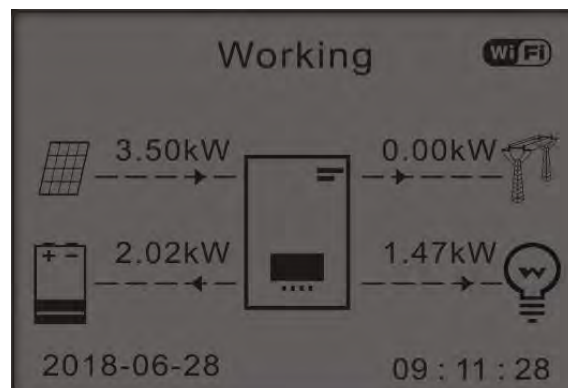 Working
WiFi
3.50kW
0.00kW
+ −
2.02kW
1.47kW
2018-06-28
09 : 11 : 28